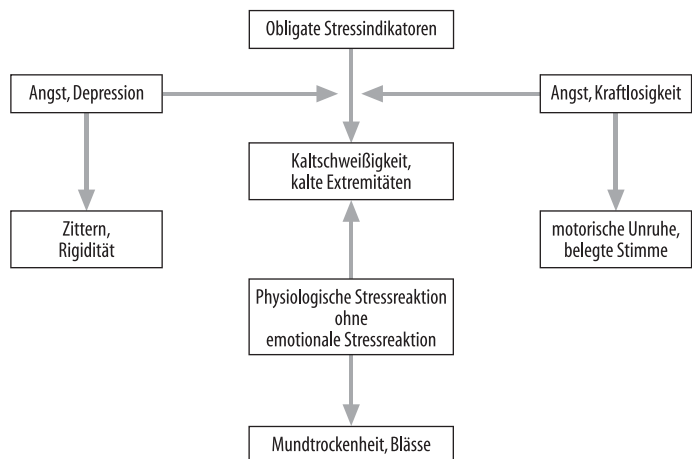 Obligate Stressindikatoren
Angst, Depression
Angst, Kraftlosigkeit
Kaltschweißigkeit,
kalte Extremitäten
Zittern,
Rigidität
motorische Unruhe,
belegte Stimme
Physiologische Stressreaktion
ohne
emotionale Stressreaktion
Mundtrockenheit, Blässe